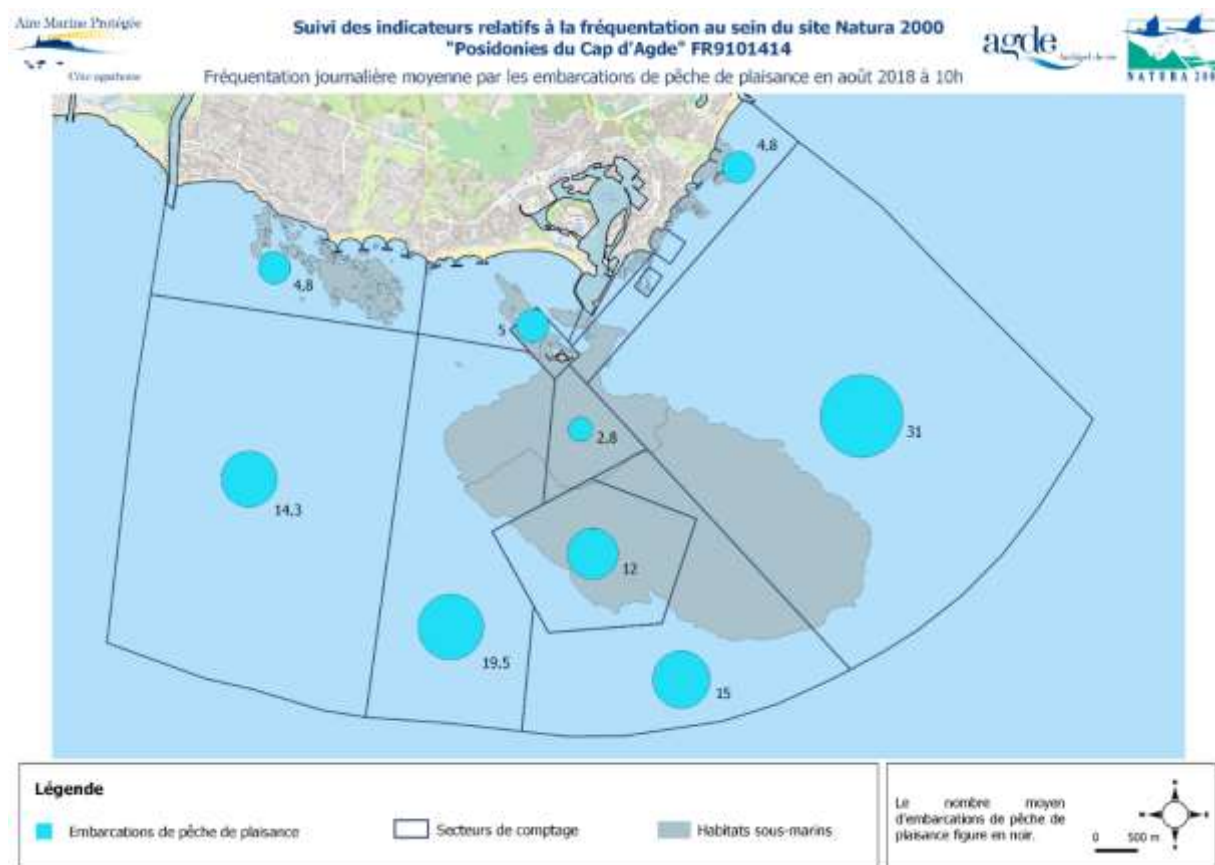 Aire Marine Protégée
Suivi des indicateurs relatifs à la fréquentation au sein du site Natura 2000
"Posidonies du Cap d'Agde" FR9101414
Fréquentation journalière moyenne par les embarcations de pêche de plaisance en août 2018 à 10h
agde
4,8
4,8
5
31
2,8
14,3
12
19,5
15
Légende
Embarcations de pêche de plaisance
Secteurs de comptage
Habitats sous-marins
Le nombre moyen
d'embarcations de pêche de
plaisance figure en noir.
0 500 m